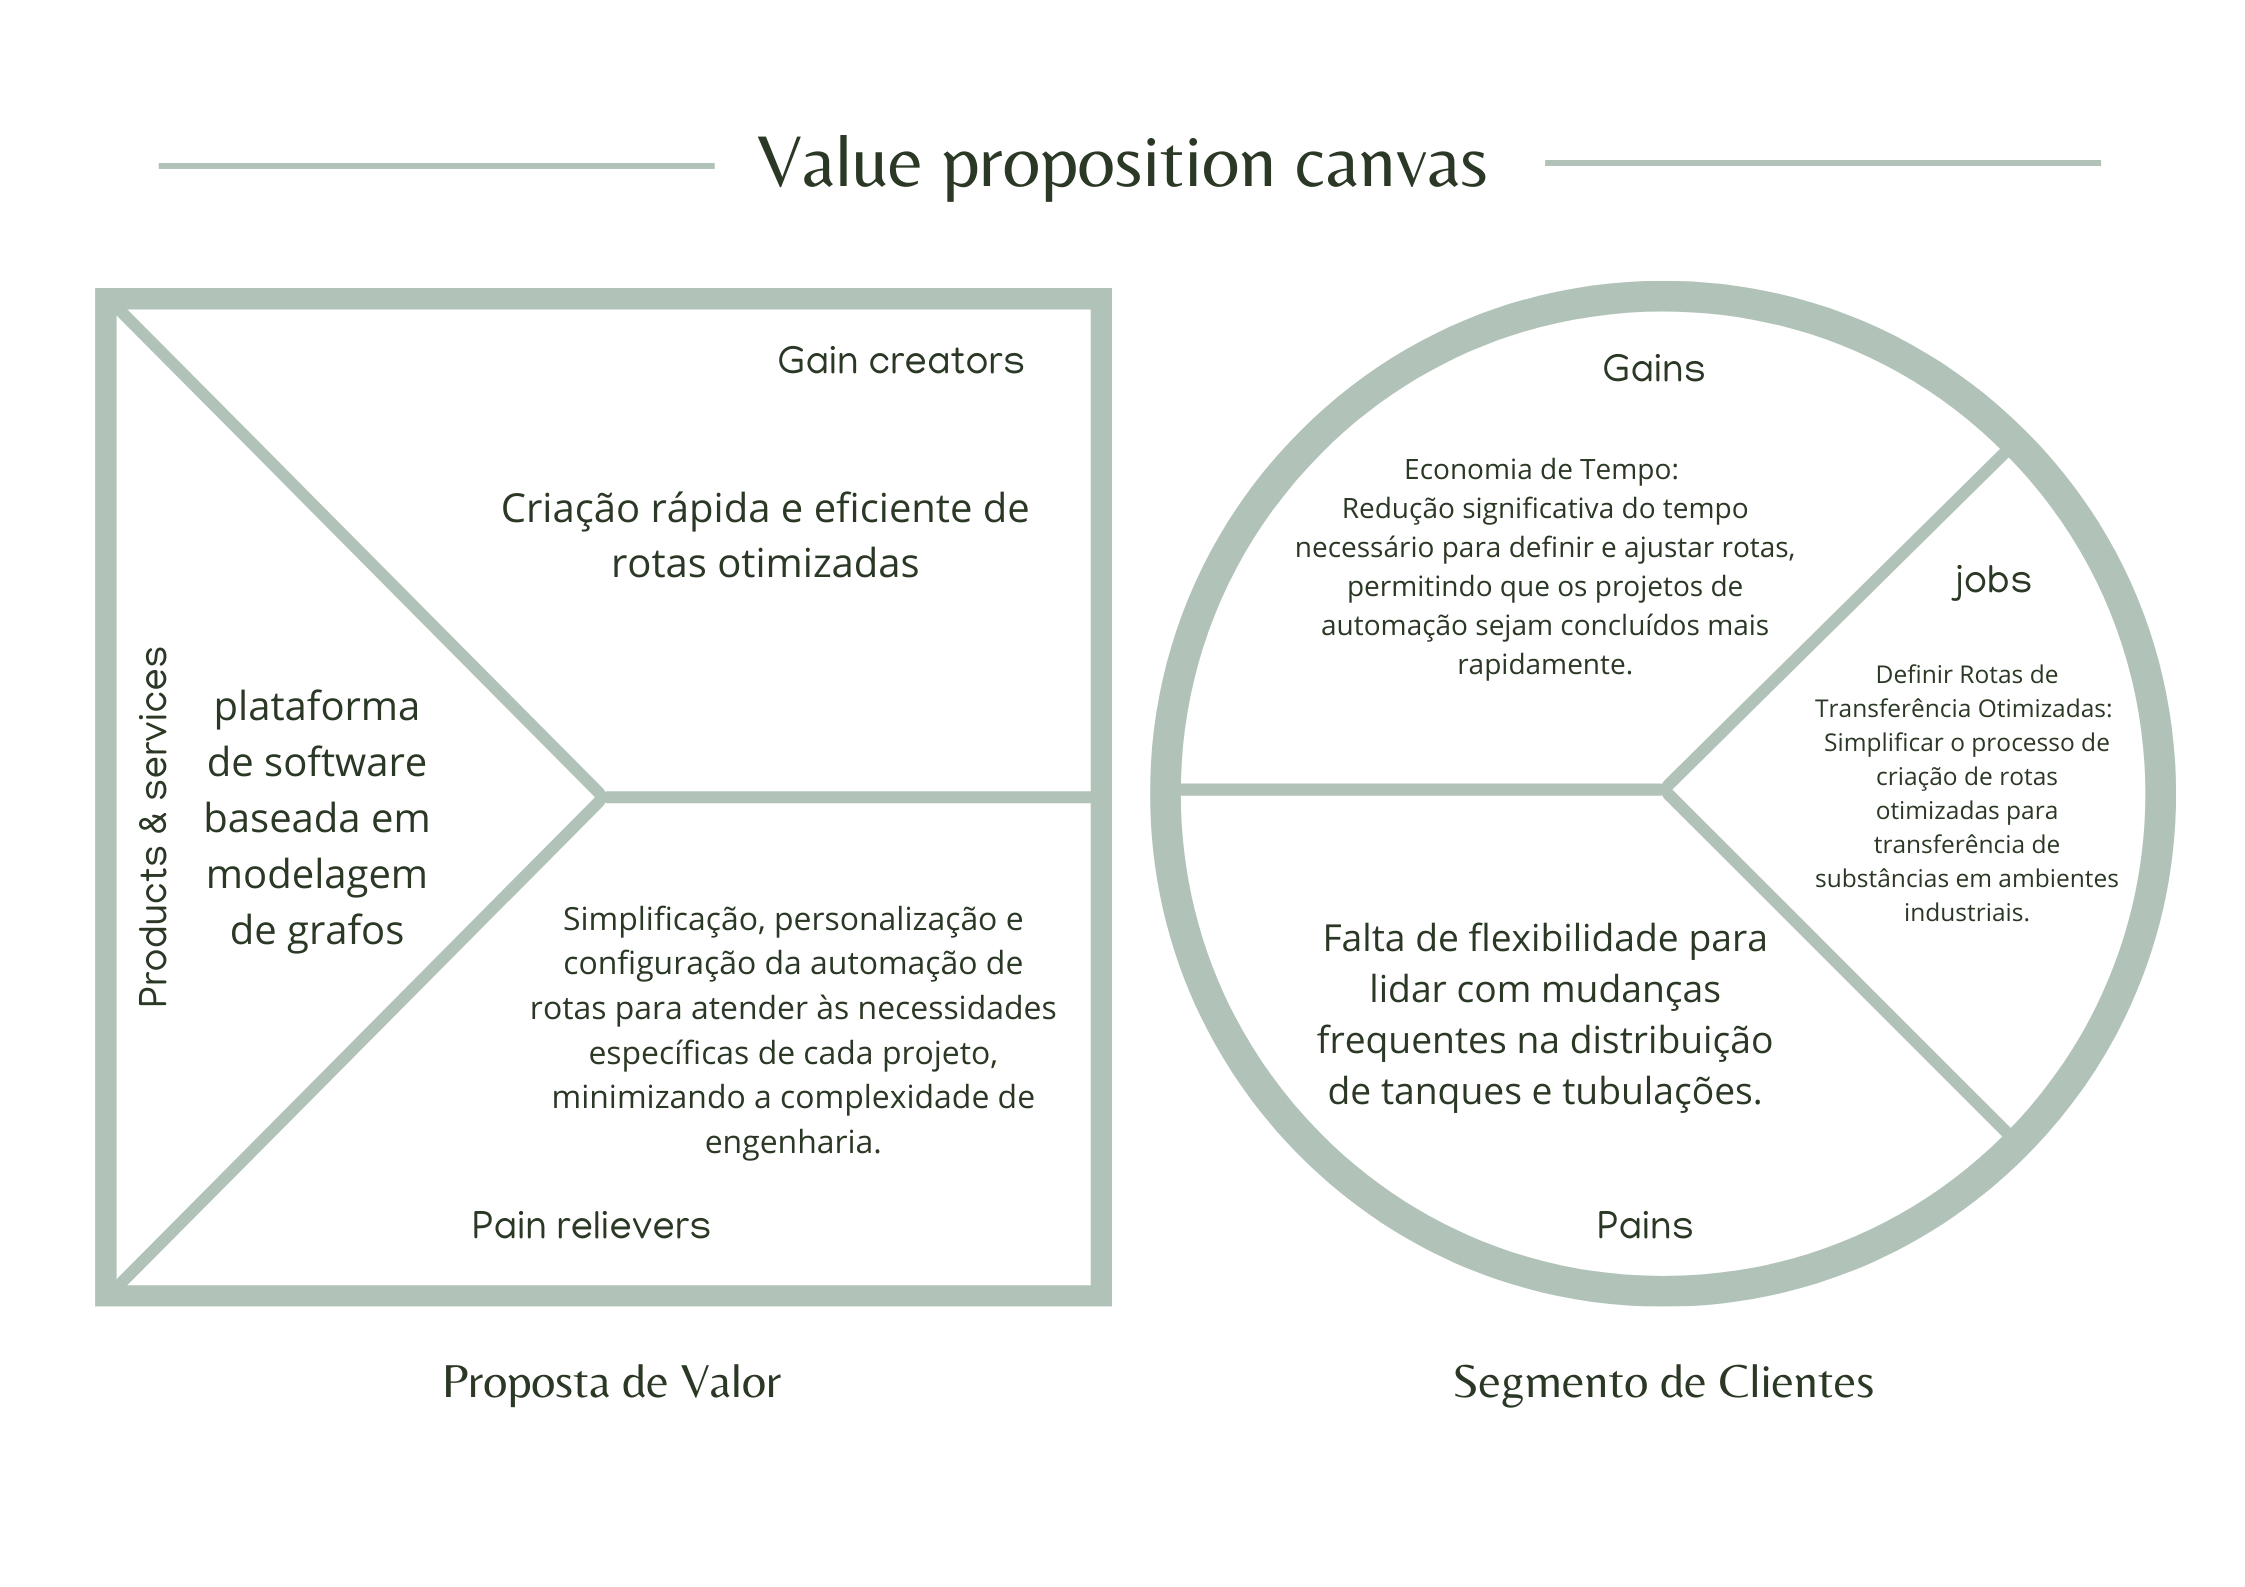 Value proposition canvas
Gain creators
Criação rápida e eficiente de
rotas otimizadas
Products & services
plataforma
de software
baseada em
modelagem
de grafos
Simplificação, personalização e
configuração da automação de
rotas para atender às necessidades
específicas de cada projeto,
minimizando a complexidade de
engenharia.
Pain relievers
Proposta de Valor
Gains
Economia de Tempo:
Redução significativa do tempo
necessário para definir e ajustar rotas,
permitindo que os projetos de
automação sejam concluídos mais
rapidamente.
jobs
Definir Rotas de
Transferência Otimizadas:
Simplificar o processo de
criação de rotas
otimizadas para
transferência de
substâncias em ambientes
industriais.
Falta de flexibilidade para
lidar com mudanças
frequentes na distribuição
de tanques e tubulações.
Pains
Segmento de Clientes